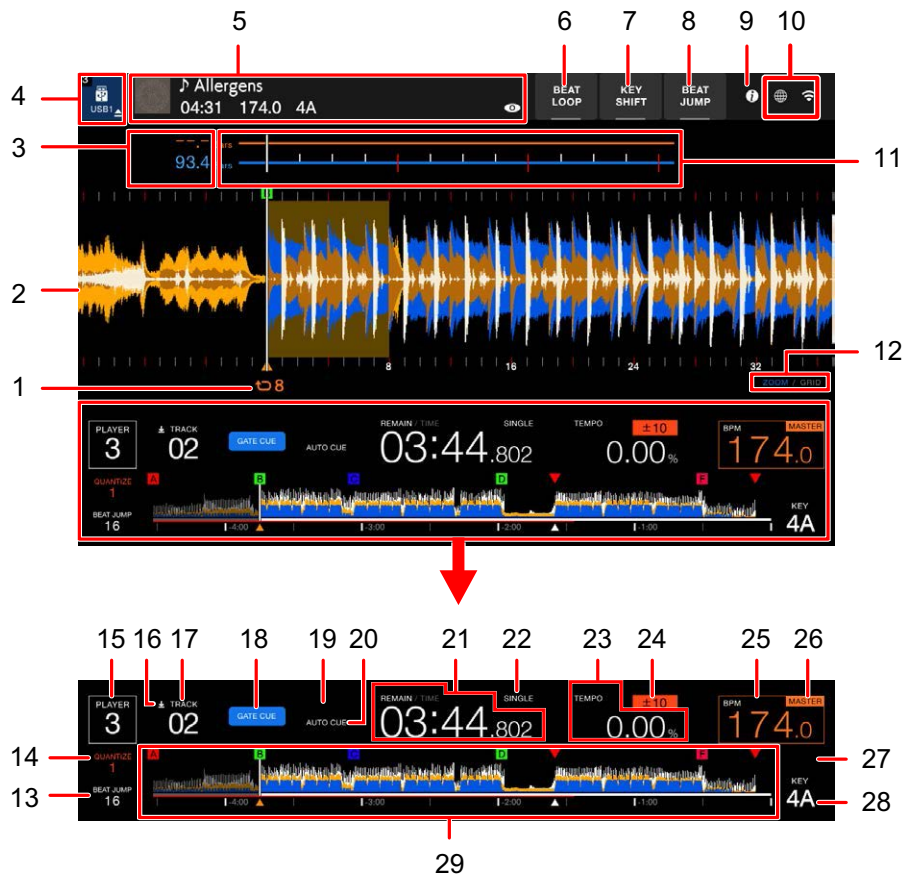 5 6 7 8 9 10
3
4 USB1
♪ Allergens
04:31 174.0 4A
BEAT LOOP
KEY SHIFT
BEAT JUMP
3 --.- Bars
93.4 Bars
11
2
8 16 24 32
12
ZOOM / GRID
1 8
PLAYER
3
TRACK
02
GATE CUE
AUTO CUE
REMAIN / TIME
SINGLE
03:44.802
TEMPO
±10
0.00%
BPM
MASTER
174.0
QUANTIZE
1
BEAT JUMP
16
A B C D F
-4:00 -3:00 -2:00 -1:00
KEY
4A
15 16 17 18 19 20 21 22 23 24 25 26
PLAYER
3
TRACK
02
GATE CUE
AUTO CUE
REMAIN / TIME
SINGLE
03:44.802
TEMPO
±10
0.00%
BPM
MASTER
174.0
14 QUANTIZE
1
13 BEAT JUMP
16
A B C D F
-4:00 -3:00 -2:00 -1:00
27
KEY
4A 28
29